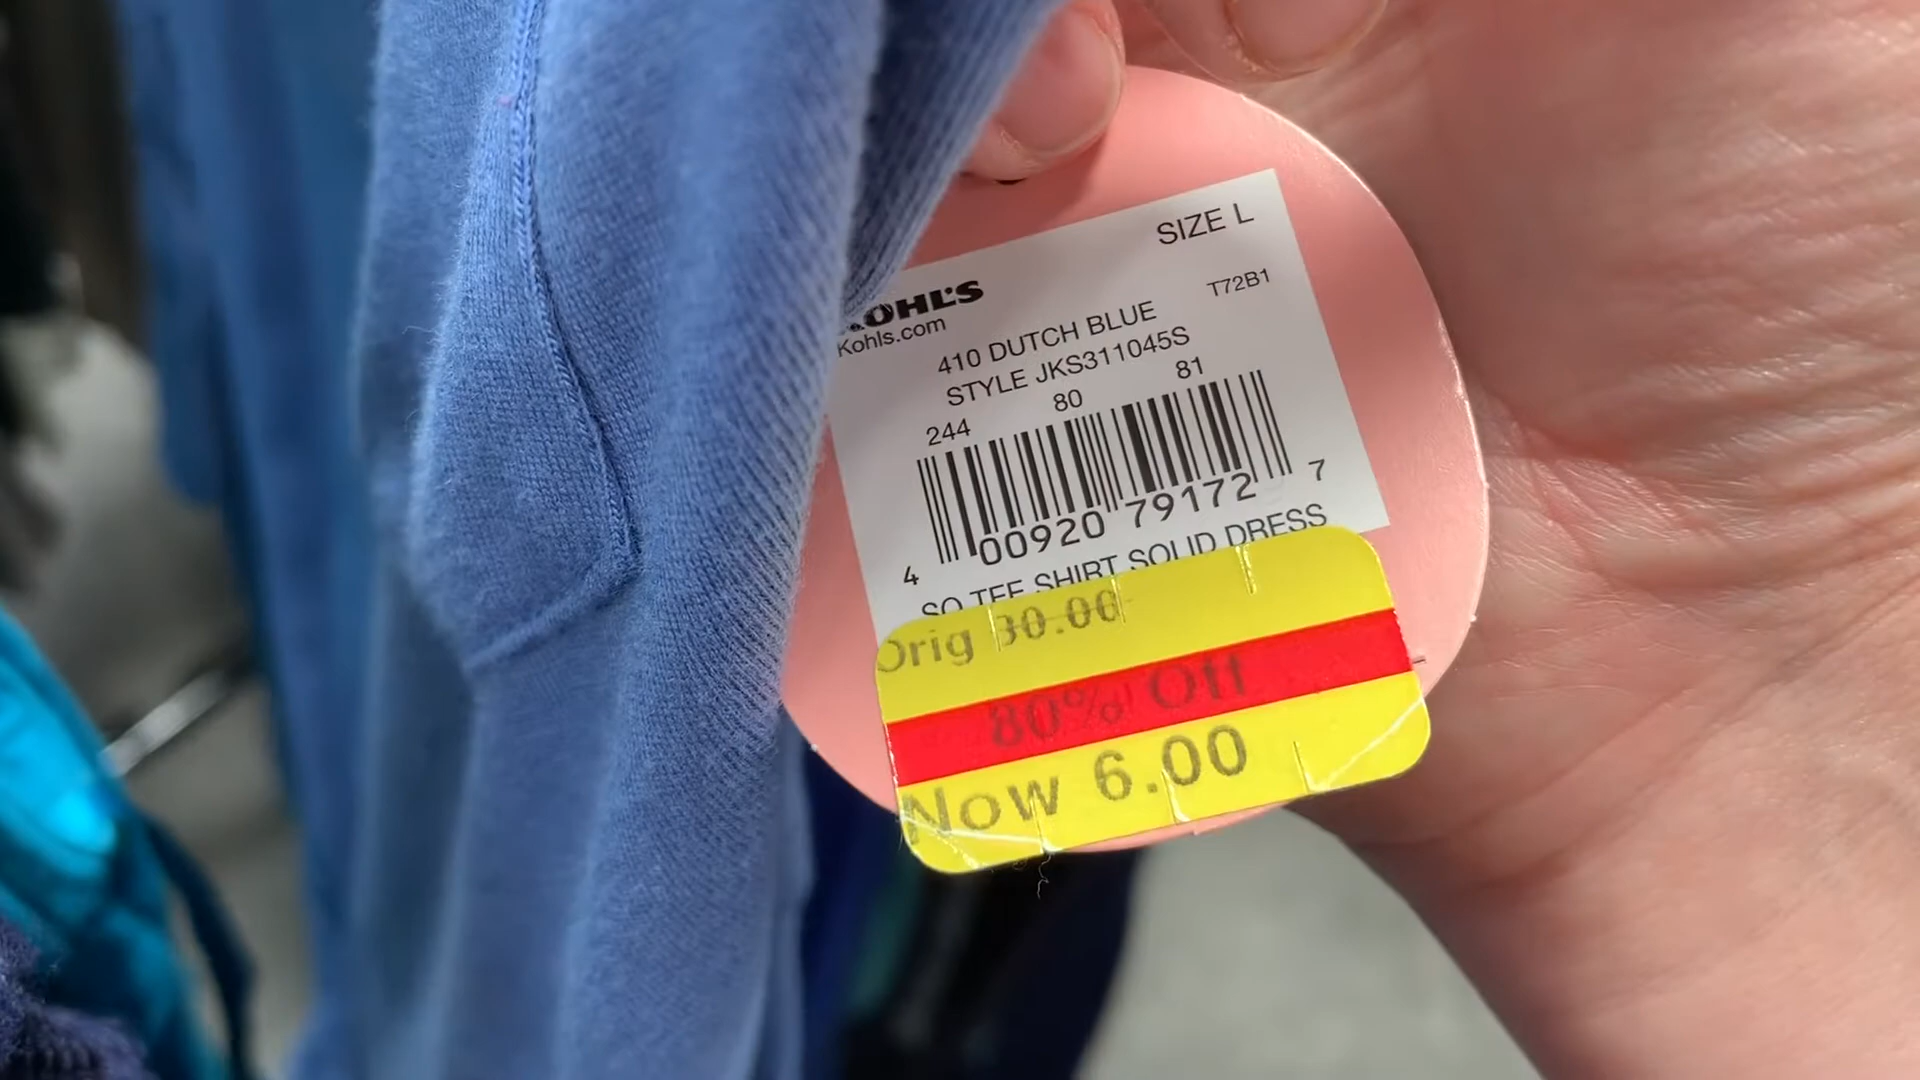 SIZE L
KOHL'S
T72B1
Kohls.com
410 DUTCH BLUE
STYLE JKS311045S
244 80 81
4 00920 79172 7
SO TEE SHIRT SOLID DRESS
Orig 30.00
80% Off
Now 6.00